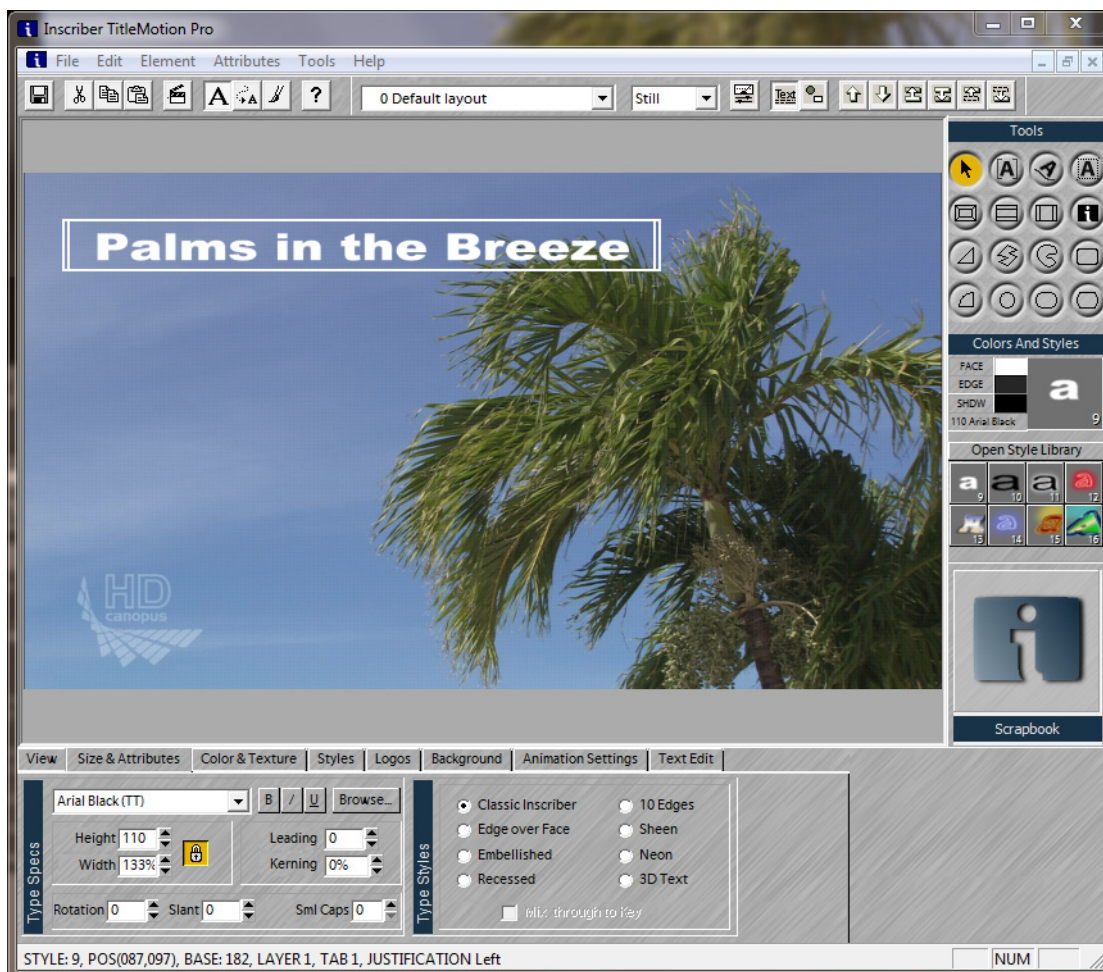 Inscriber TitleMotion Pro
File Edit Element Attributes Tools Help
A A ? 0 Default layout Still Text
Tools
A A A
Palms in the Breeze
HD
canopus
Colors And Styles
FACE
EDGE
SHDW
110 Arial Black
a 9
Open Style Library
a 9 a 10 a 11 a 12
13 a 14 15 16
Scrapbook
View Size & Attributes Color & Texture Styles Logos Background Animation Settings Text Edit
Type Specs
Arial Black (TT) B / U Browse...
Height 110 Leading 0
Width 133% Kerning 0%
Rotation 0 Slant 0 Sml Caps 0
Type Styles
Classic Inscriber 10 Edges
Edge over Face Sheen
Embellished Neon
Recessed 3D Text
Mix through to Key
STYLE: 9, POS(087,097), BASE: 182, LAYER 1, TAB 1, JUSTIFICATION Left NUM